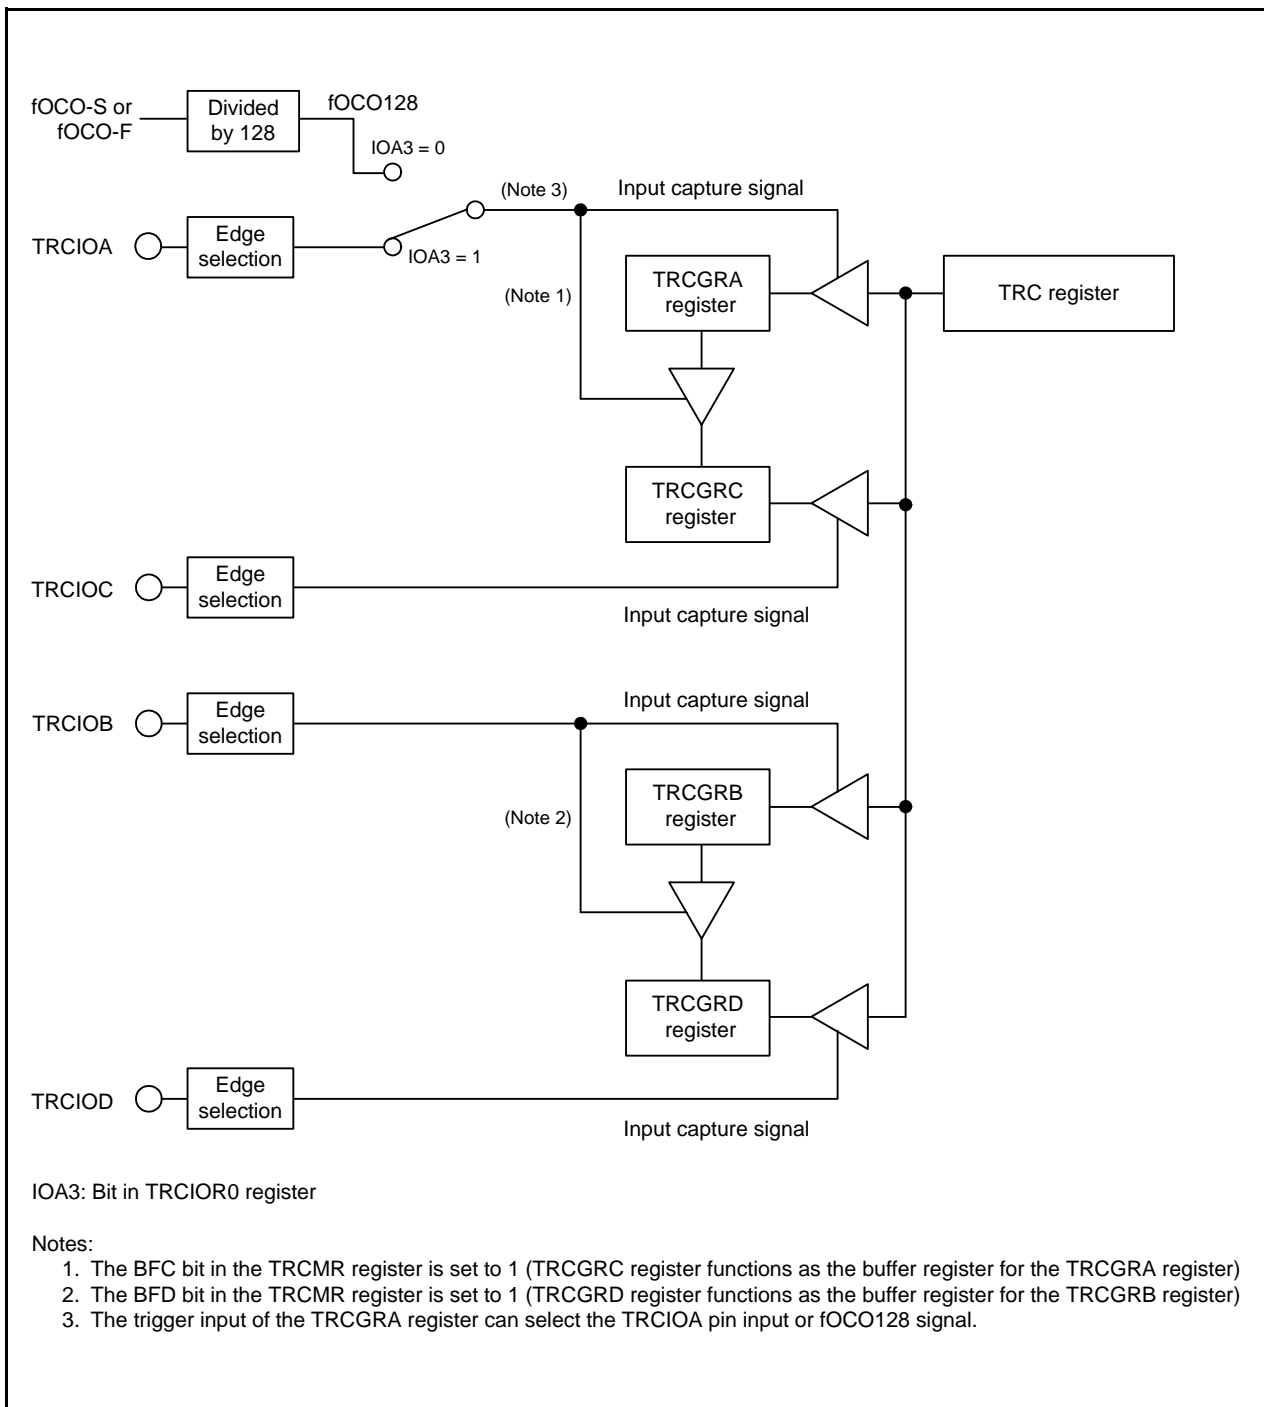 fOCO-S or
fOCO-F
Divided
by 128
fOCO128
IOA3 = 0
(Note 3)
Input capture signal
TRCIOA
Edge
selection
IOA3 = 1
(Note 1)
TRCGRA
register
TRC register
TRCGRC
register
TRCIOC
Edge
selection
Input capture signal
TRCIOB
Edge
selection
Input capture signal
(Note 2)
TRCGRB
register
TRCGRD
register
TRCIOD
Edge
selection
Input capture signal
IOA3: Bit in TRCIOR0 register
Notes:
1. The BFC bit in the TRCMR register is set to 1 (TRCGRC register functions as the buffer register for the TRCGRA register)
2. The BFD bit in the TRCMR register is set to 1 (TRCGRD register functions as the buffer register for the TRCGRB register)
3. The trigger input of the TRCGRA register can select the TRCIOA pin input or fOCO128 signal.